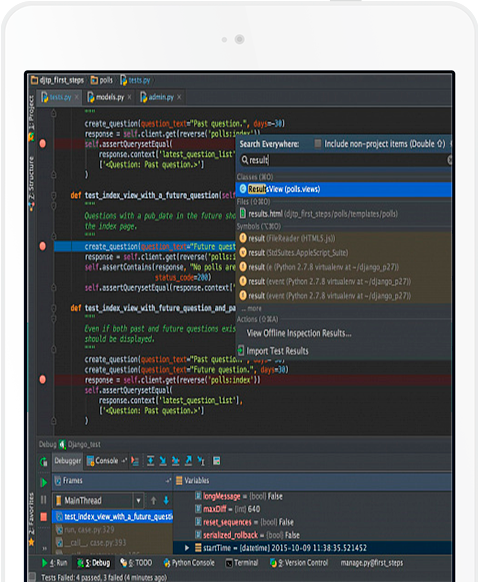 djtp_first_steps polls tests.py
tests.py × models.py × admin.py ×
1: Project
Z: Structure
2: Favorites
"""
create_question(question_text="Past question.", days=-30)
response = self.client.get(reverse('polls:index'))
self.assertQuerysetEqual(
response.context['latest_question_list'
['<Question: Past question.>']
def test_index_view_with_a_future_question(self
"""
Questions with a pub_date in the future sho
the index page.
"""
create_question(question_text="Future quest
response = self.client.get(reverse('polls:
self.assertContains(response, "No polls are
status_code=200)
self.assertQuerysetEqual(response.context['
def test_index_view_with_future_question_and_pa
"""
Even if both past and future questions exis
should be displayed.
"""
create_question(question_text="Past question.", days=-30)
create_question(question_text="Future question.", days=30)
response = self.client.get(reverse('polls:index'))
self.assertQuerysetEqual(
response.context['latest_question_list'],
['<Question: Past question.>']
)
Search Everywhere: Include non-project items (Double ⇧)
result
Classes (⌘O)
ResultsView (polls.views)
Files (⇧⌘O)
results.html (djtp_first_steps/polls/templates/polls)
Symbols (⌥⌘O)
result (FileReader (HTML5.js)
result (StdSuites.AppleScript_Suite)
result (e (Python 2.7.8 virtualenv at ~/django_p27))
result (event (Python 2.7.8 virtualenv at ~/django_p27))
result (event (Python 2.7.8 virtualenv at ~/django_p27))
... more
Actions (⇧⌘A)
View Offline Inspection Results...
Import Test Results
Debug Django_test
Debugger Console
Frames Variables
MainThread
test_index_view_with_a_future_questio
run, case.py:329
__call__, case.py:393
longMessage = {bool} False
maxDiff = {int} 640
reset_sequences = {bool} False
serialized_rollback = {bool} False
startTime = {datetime} 2015-10-09 11:38:35.521452
4: Run 5: Debug 6: TODO Python Console Terminal 9: Version Control manage.py@first_steps
Tests Failed: 4 passed, 3 failed (4 minutes ago)